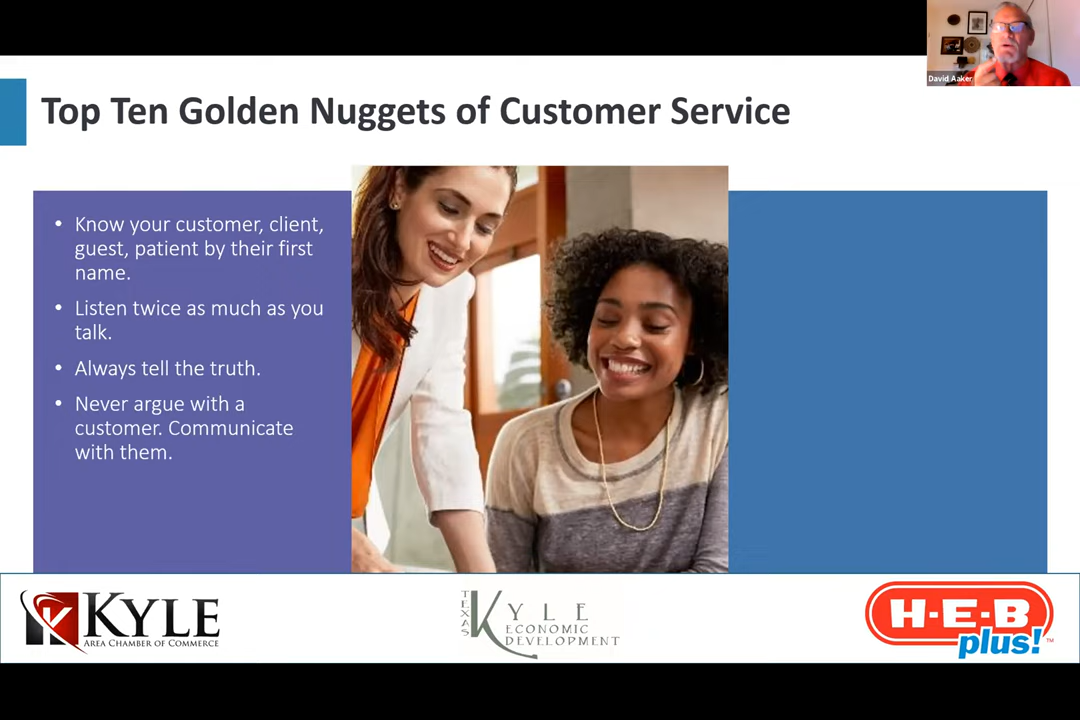 David Aaker
Top Ten Golden Nuggets of Customer Service
• Know your customer, client,
guest, patient by their first
name.
• Listen twice as much as you
talk.
• Always tell the truth.
• Never argue with a
customer. Communicate
with them.
KYLE
AREA CHAMBER OF COMMERCE
TEXAS
KYLE
ECONOMIC
DEVELOPMENT
H-E-B
plus!™